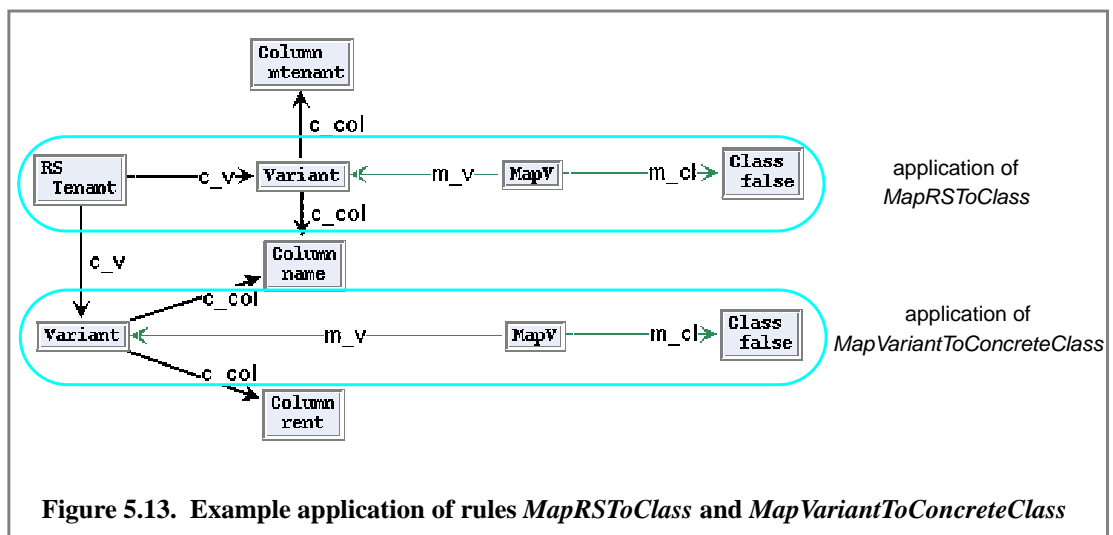 Column
mtenant
c_col
RS
Tenant
c_v
Variant
m_v
MapV
m_cl
Class
false
application of
MapRSToClass
c_col
c_v
Column
name
c_col
Variant
m_v
MapV
m_cl
Class
false
application of
MapVariantToConcreteClass
c_col
Column
rent
Figure 5.13. Example application of rules MapRSToClass and MapVariantToConcreteClass